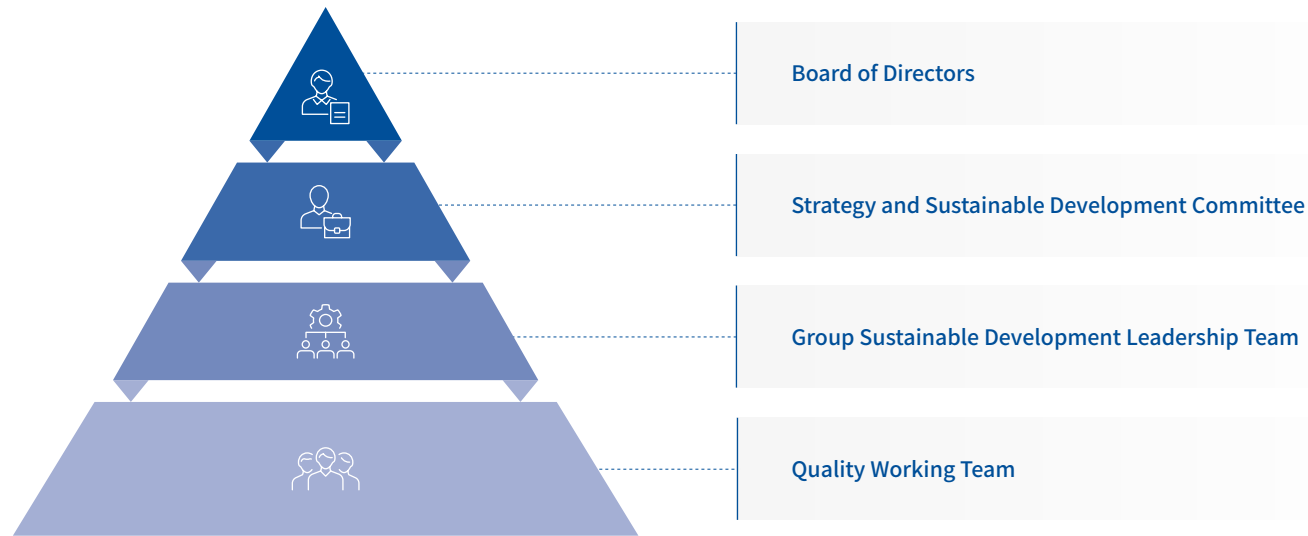 Board of Directors
Strategy and Sustainable Development Committee
Group Sustainable Development Leadership Team
Quality Working Team